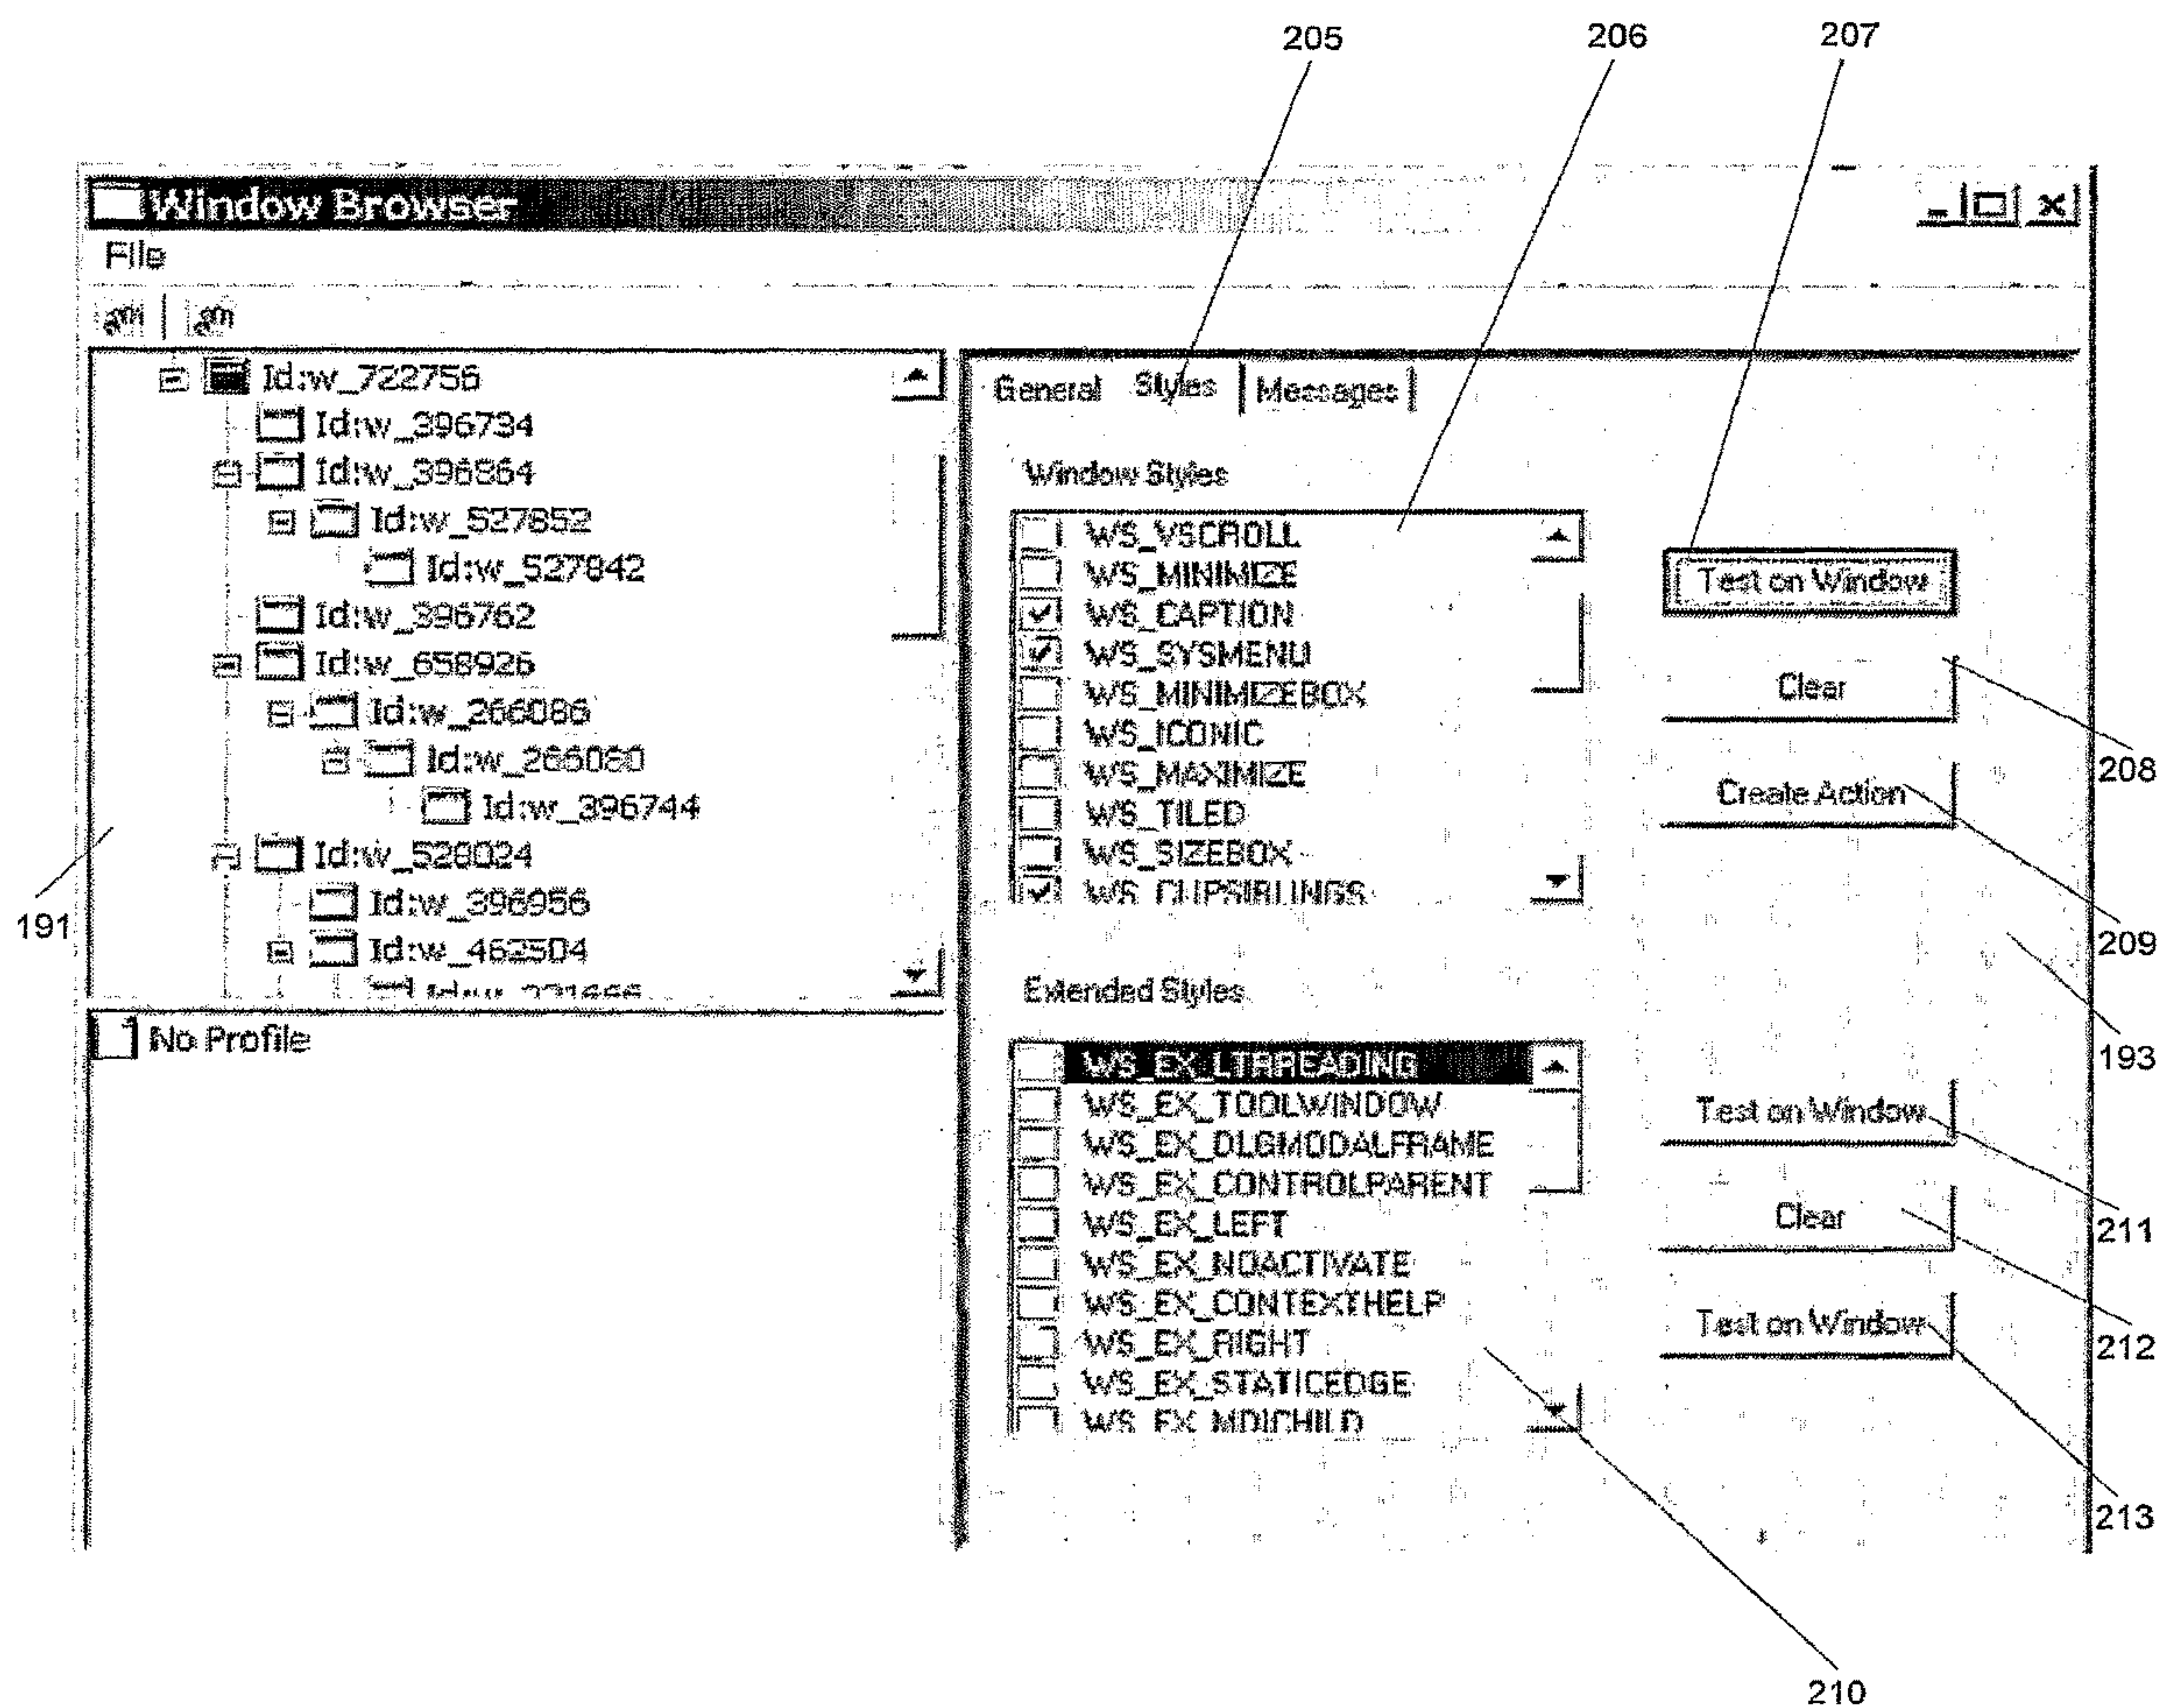 205 206 207
Window Browser
File
Id:w_722756
Id:w_396734
Id:w_396864
Id:w_527852
Id:w_527842
Id:w_396762
Id:w_658926
Id:w_266086
Id:w_266080
Id:w_396744
Id:w_528024
Id:w_396956
Id:w_462504
191
No Profile
General Styles Messages
Window Styles
WS_VSCROLL
WS_MINIMIZE
WS_CAPTION
WS_SYSMENU
WS_MINIMIZEBOX
WS_ICONIC
WS_MAXIMIZE
WS_TILED
WS_SIZEBOX
WS_CLIPSIBLINGS
Test on Window
Clear
208
Create Action
209
193
Extended Styles
WS_EX_LTRREADING
WS_EX_TOOLWINDOW
WS_EX_DLGMODALFRAME
WS_EX_CONTROLPARENT
WS_EX_LEFT
WS_EX_NOACTIVATE
WS_EX_CONTEXTHELP
WS_EX_RIGHT
WS_EX_STATICEDGE
WS_EX_MDICHILD
Test on Window
211
Clear
212
Test on Window
213
210